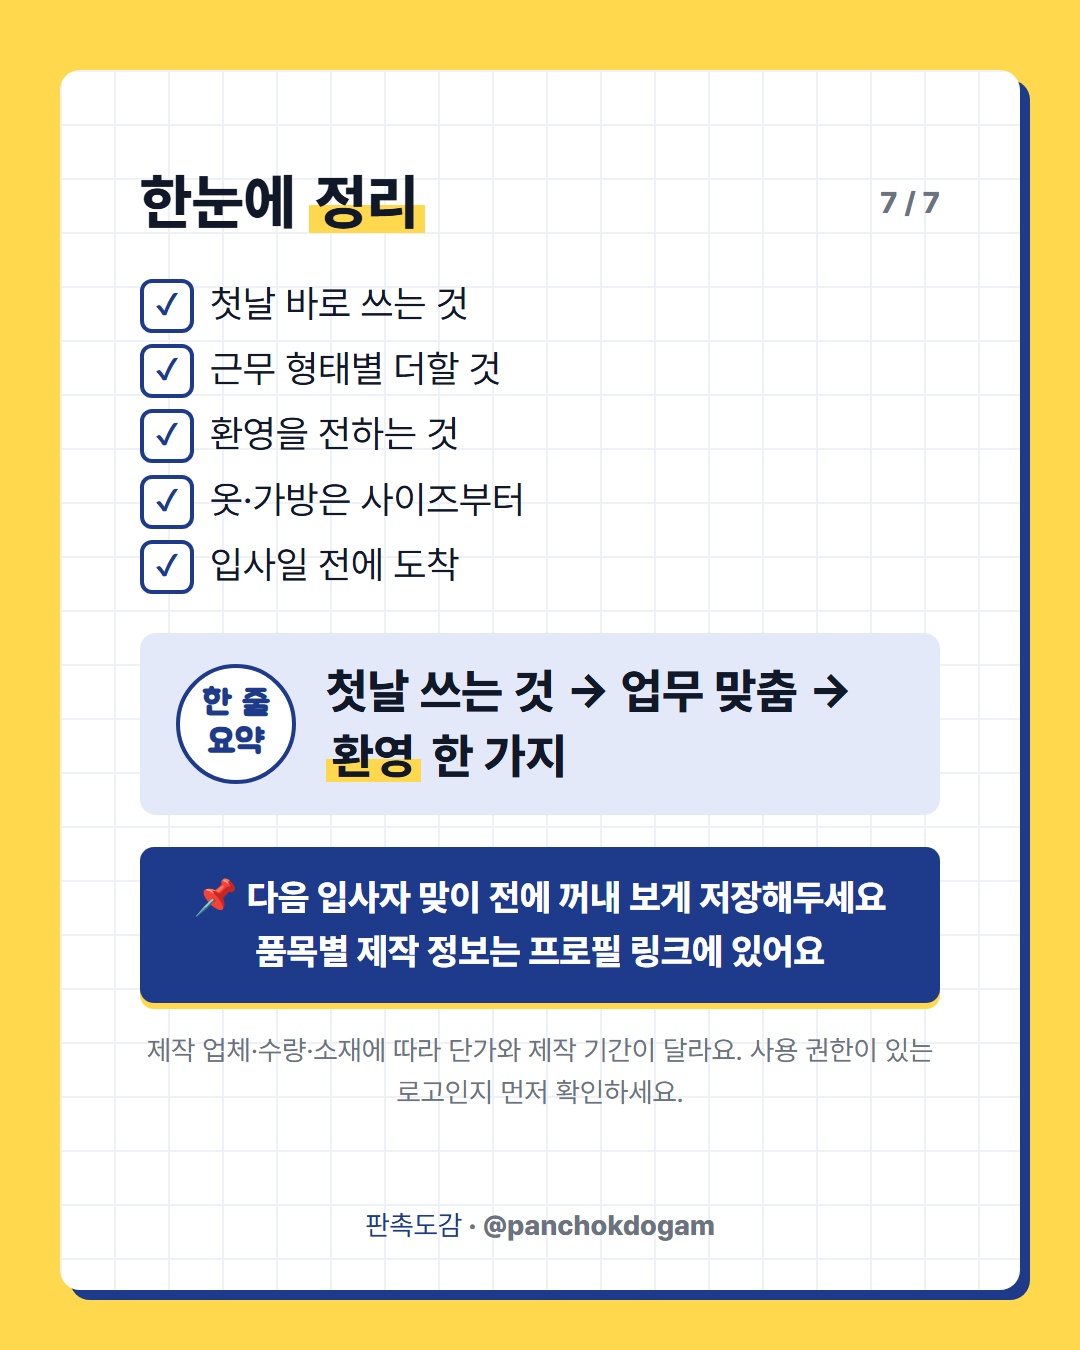 한눈에 정리
7 / 7
첫날 바로 쓰는 것
근무 형태별 더할 것
환영을 전하는 것
옷·가방은 사이즈부터
입사일 전에 도착
한 줄
요약
첫날 쓰는 것 → 업무 맞춤 →
환영 한 가지
📌 다음 입사자 맞이 전에 꺼내 보게 저장해두세요
품목별 제작 정보는 프로필 링크에 있어요
제작 업체·수량·소재에 따라 단가와 제작 기간이 달라요. 사용 권한이 있는
로고인지 먼저 확인하세요.
판촉도감 · @panchokdogam